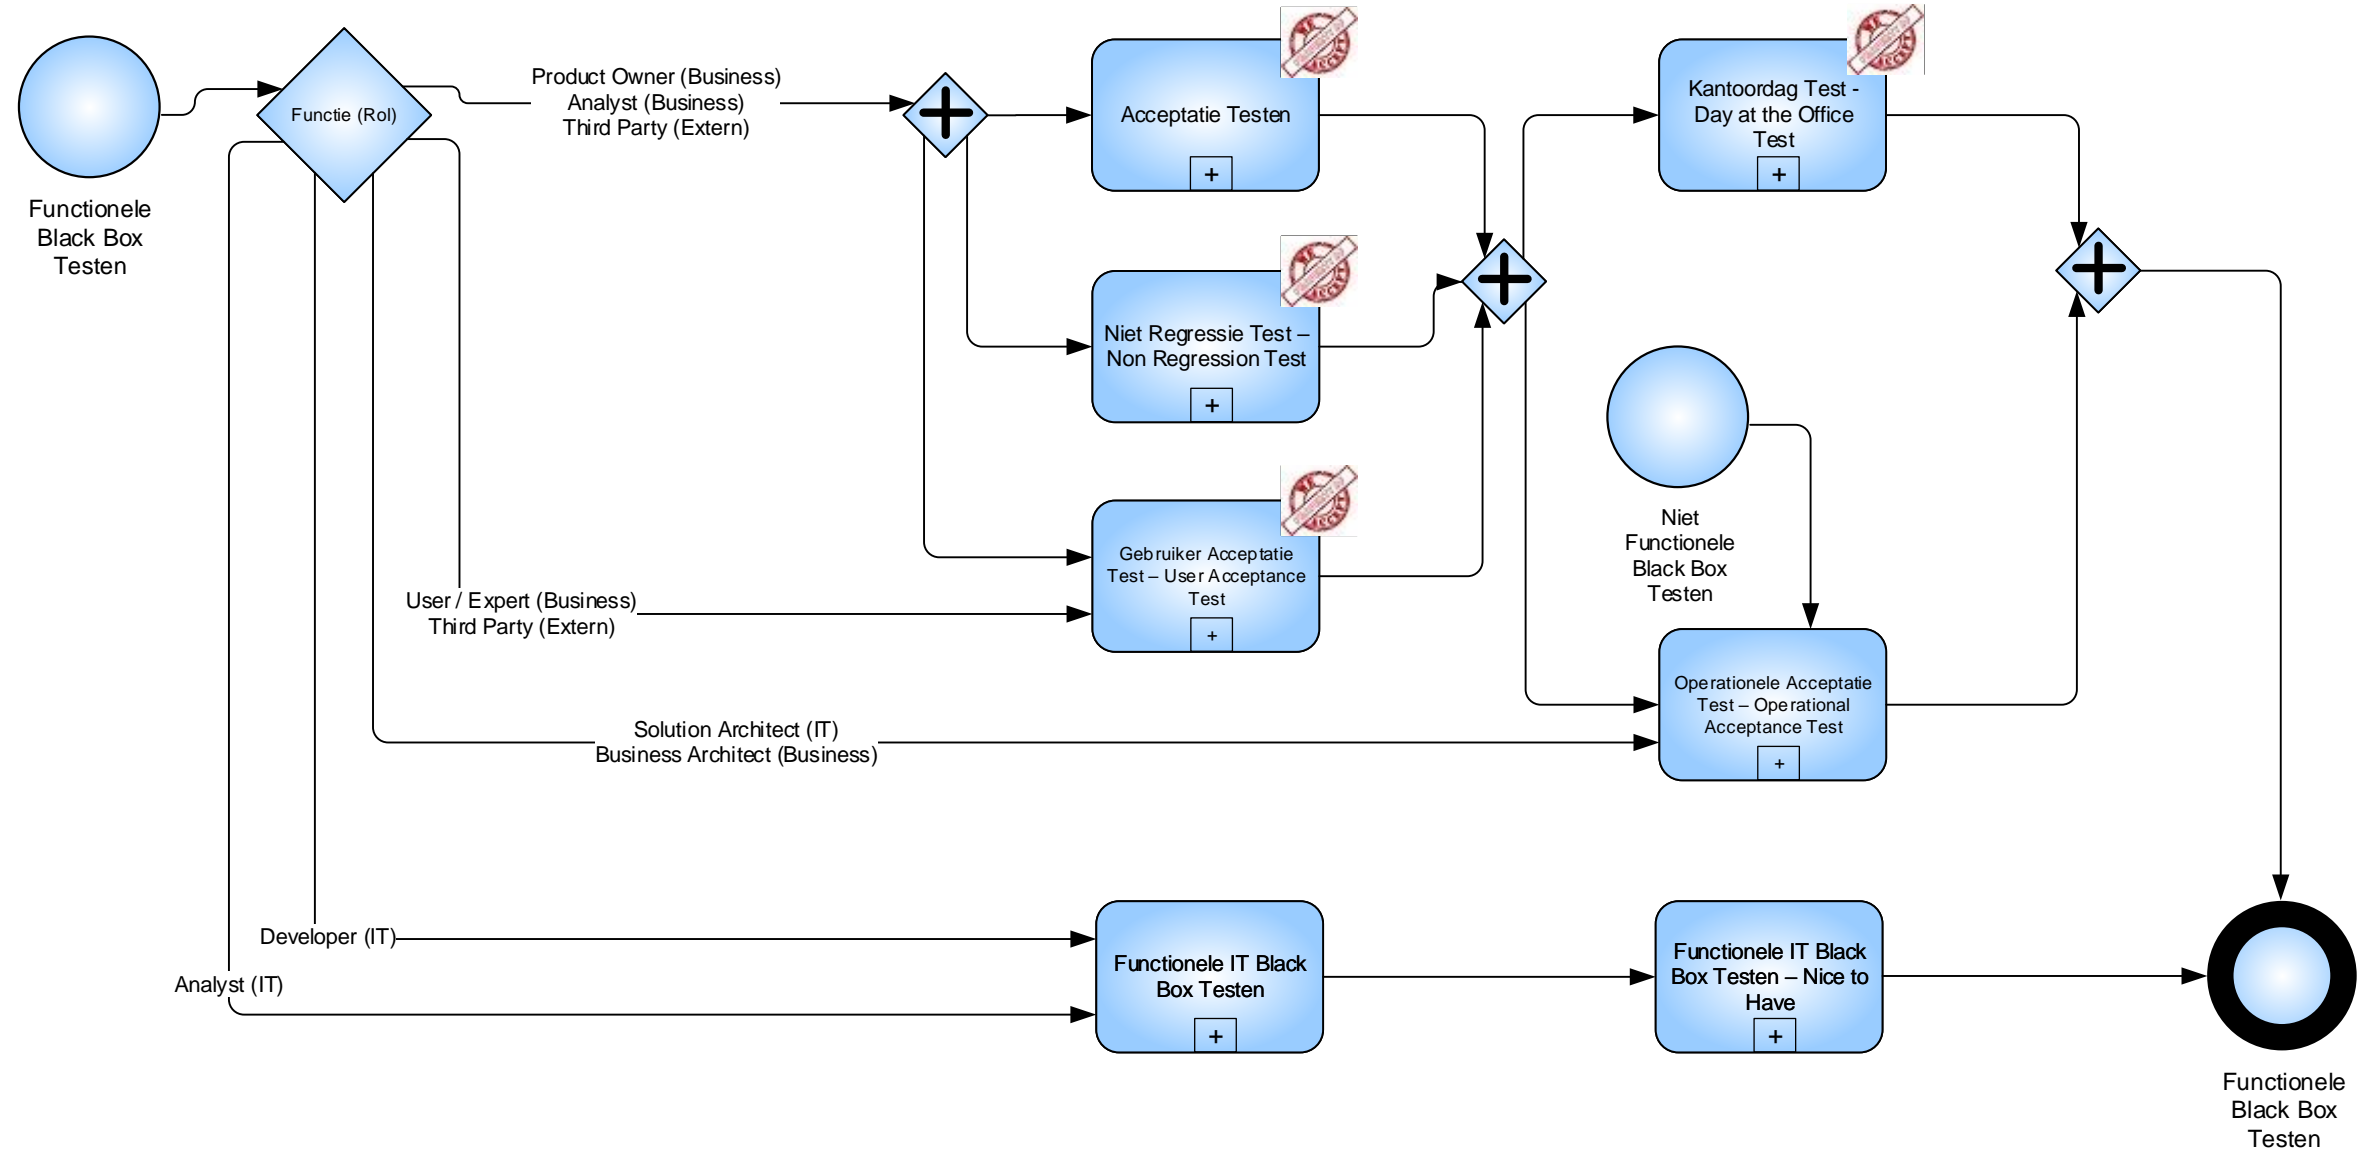 Functionele
Black Box
Testen
Functie (Rol)
Product Owner (Business)
Analyst (Business)
Third Party (Extern)
Acceptatie Testen
+
Kantoordag Test -
Day at the Office
Test
+
Niet Regressie Test –
Non Regression Test
+
Niet
Functionele
Black Box
Testen
Gebruiker Acceptatie
Test – User Acceptance
Test
+
User / Expert (Business)
Third Party (Extern)
Operationele Acceptatie
Test – Operational
Acceptance Test
+
Solution Architect (IT)
Business Architect (Business)
Developer (IT)
Analyst (IT)
Functionele IT Black
Box Testen
+
Functionele IT Black
Box Testen – Nice to
Have
+
Functionele
Black Box
Testen